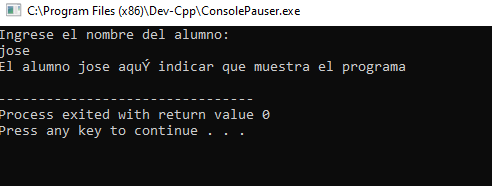 C:\Program Files (x86)\Dev-Cpp\ConsolePauser.exe
Ingrese el nombre del alumno:
jose
El alumno jose aquÝ indicar que muestra el programa
--------------------------------
Process exited with return value 0
Press any key to continue . . .